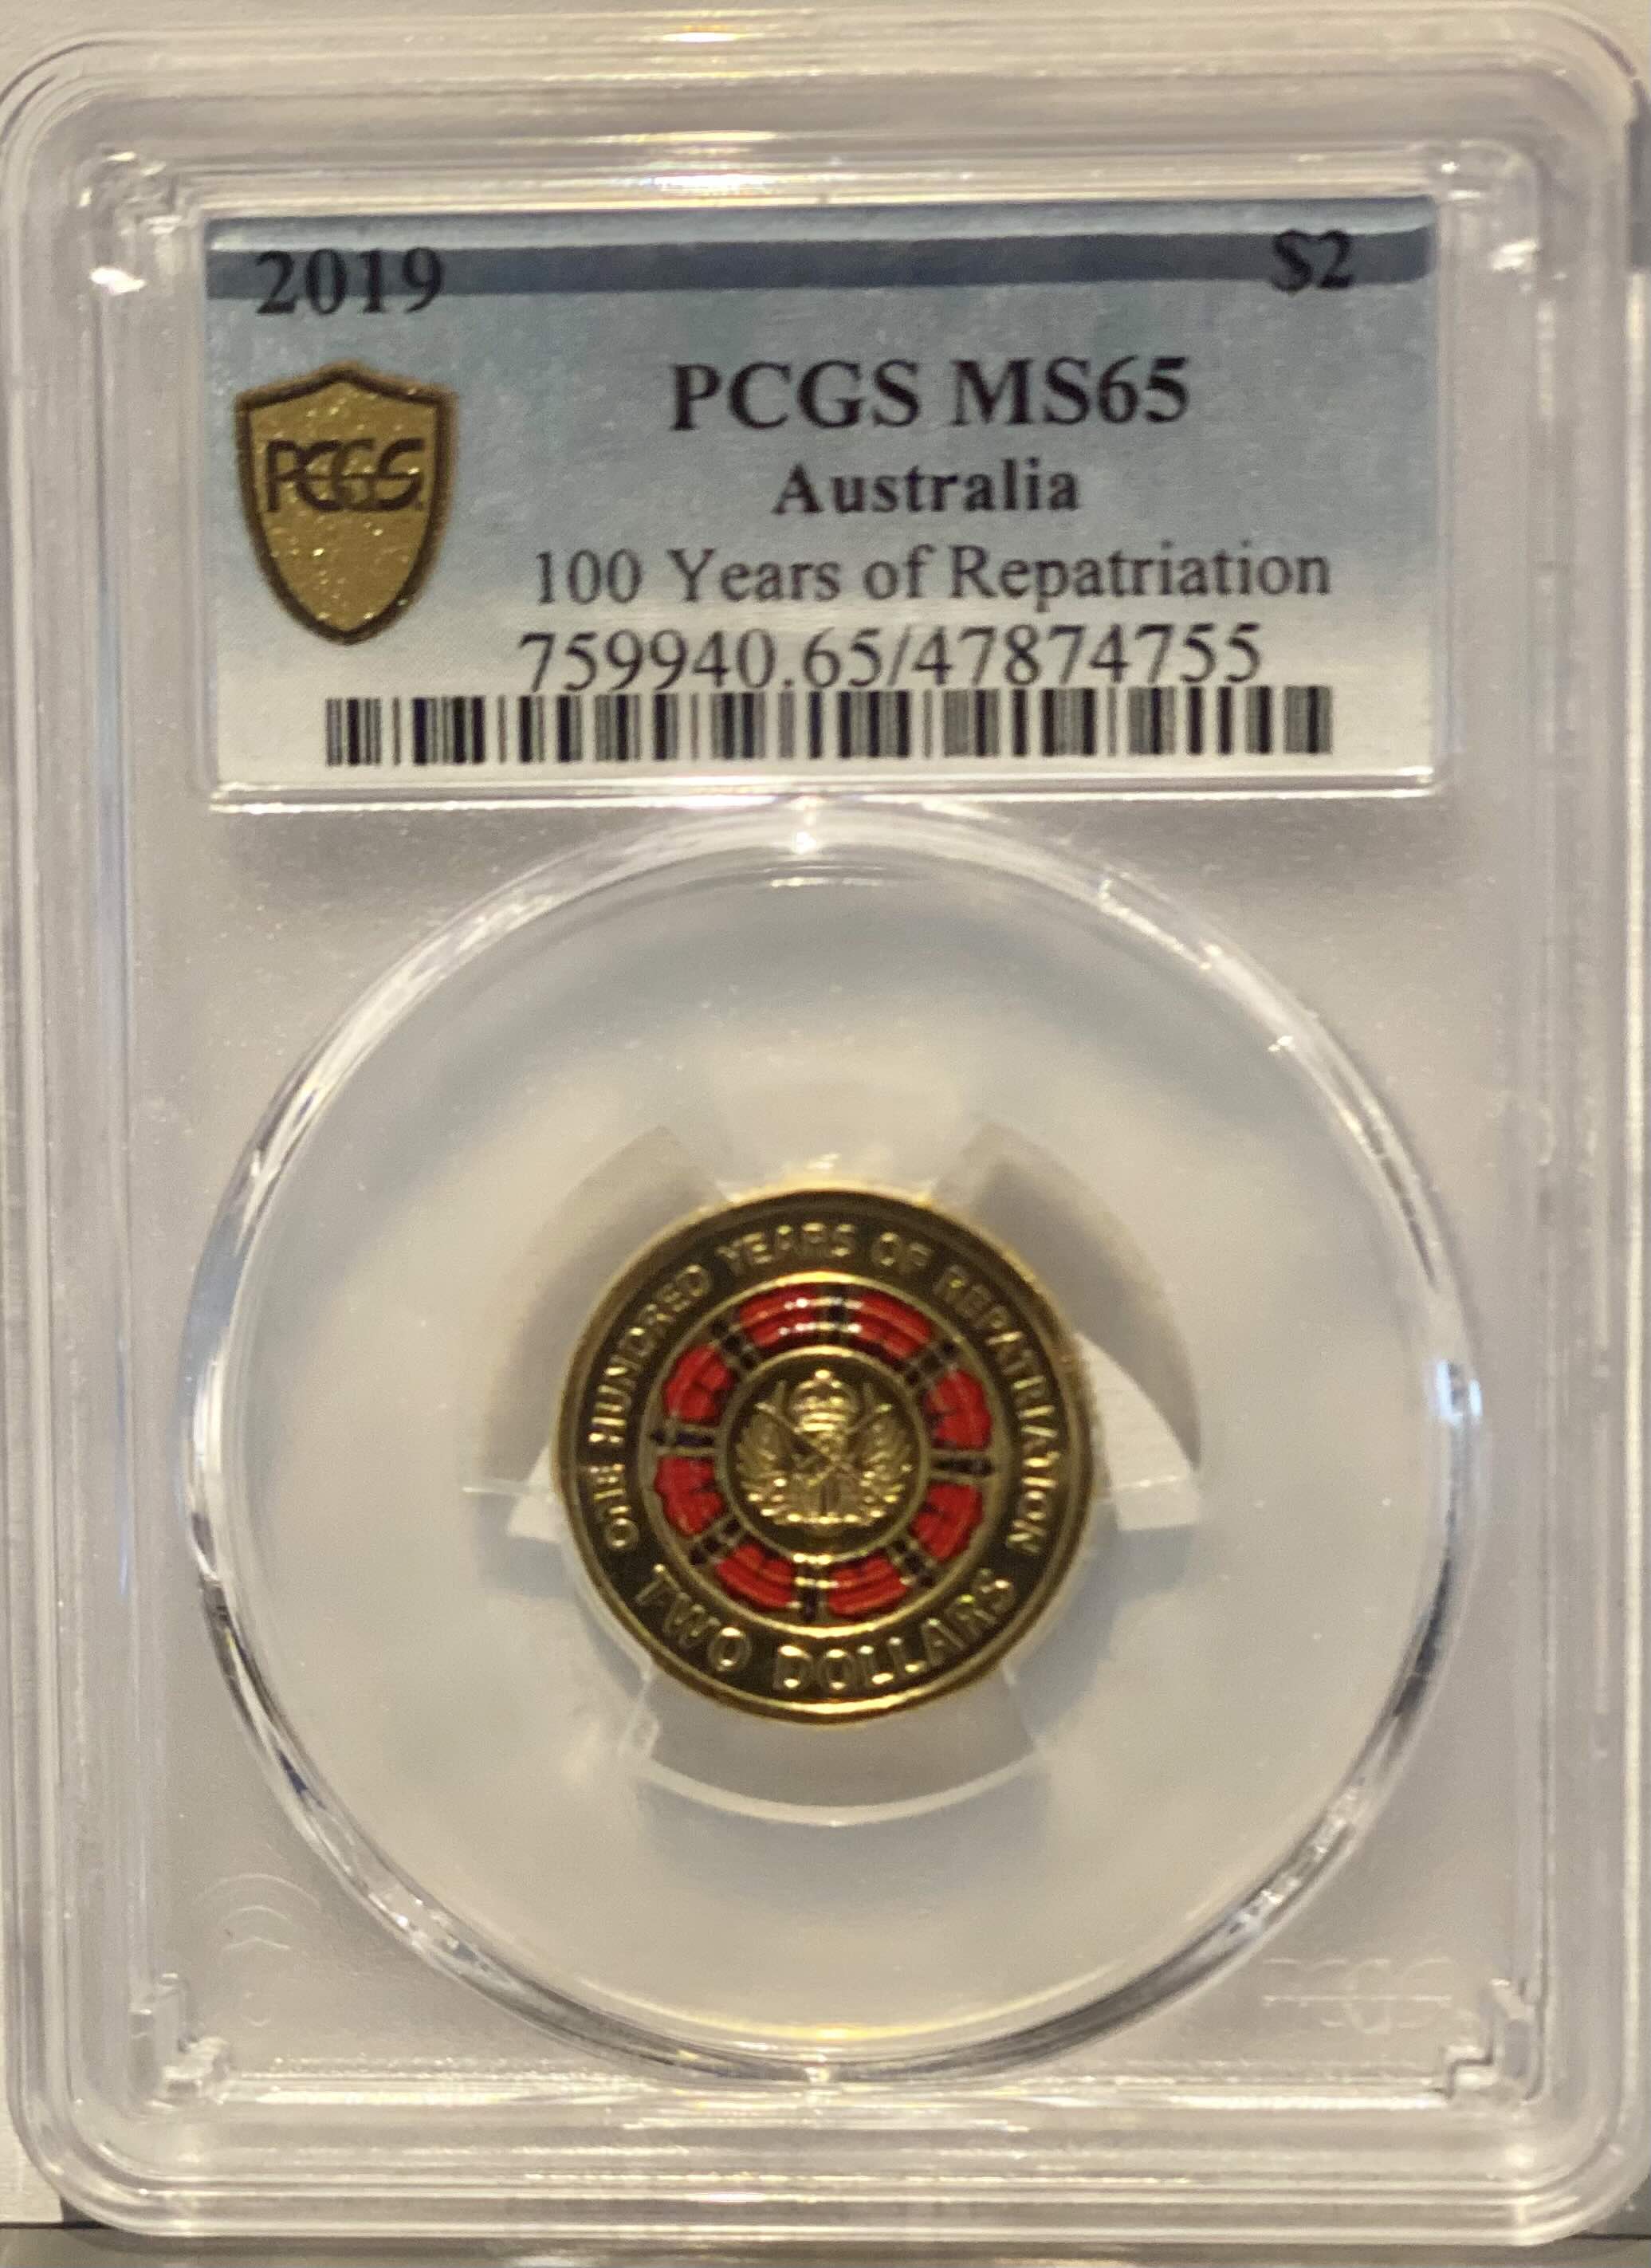 2019 $2
PCGS MS65
PCGS
Australia
100 Years of Repatriation
759940.65/47874755
ONE HUNDRED YEARS OF REPATRIATION
TWO DOLLARS